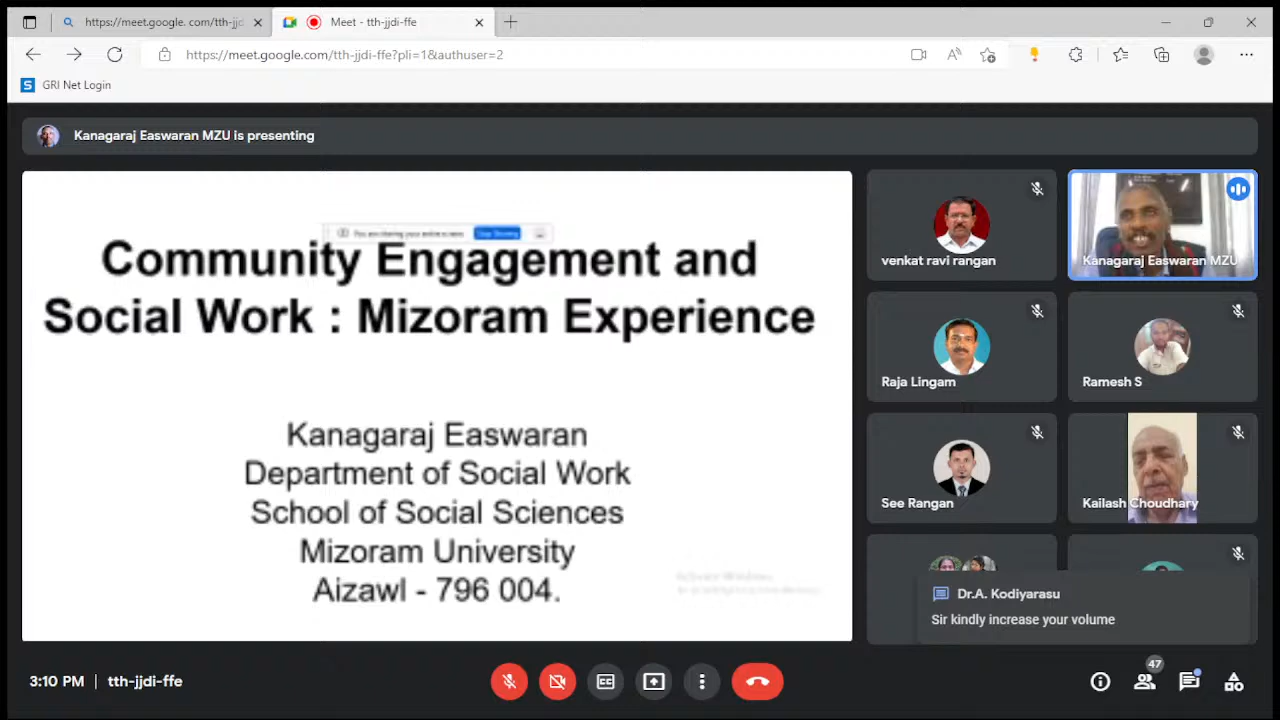 https://meet.google. com/tth-jjdi
Meet - tth-jjdi-ffe
https://meet.google.com/tth-jjdi-ffe?pli=1&authuser=2
GRI Net Login
Kanagaraj Easwaran MZU is presenting
Community Engagement and
Social Work : Mizoram Experience
Kanagaraj Easwaran
Department of Social Work
School of Social Sciences
Mizoram University
Aizawl - 796 004.
venkat ravi rangan
Kanagaraj Easwaran MZU
Raja Lingam
Ramesh S
See Rangan
Kailash Choudhary
Dr.A. Kodiyarasu
Sir kindly increase your volume
3:10 PM | tth-jjdi-ffe
CC
47